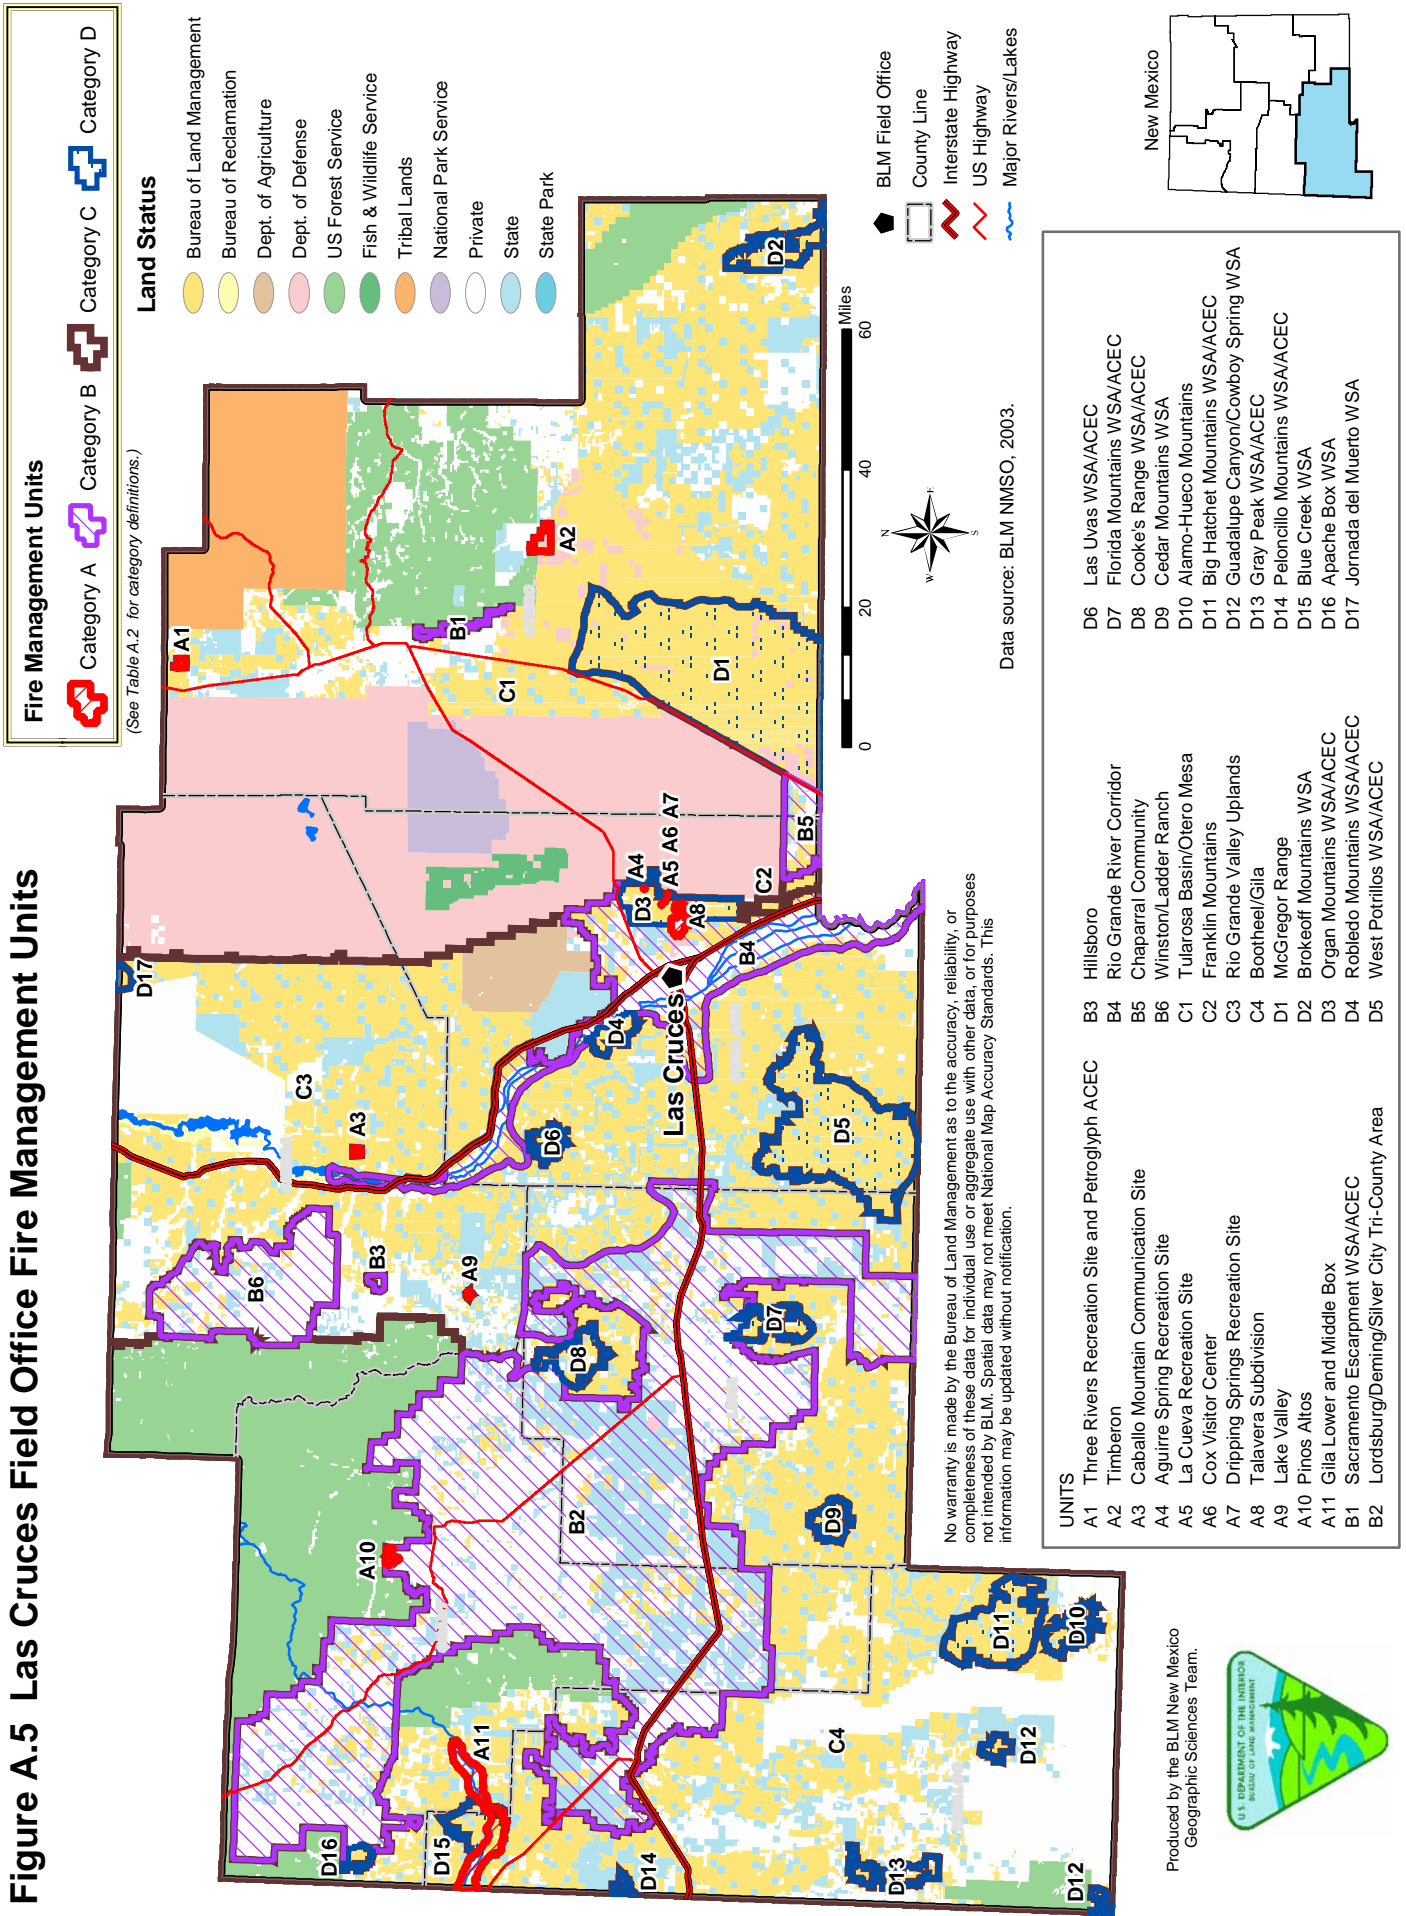 Figure A.5 Las Cruces Field Office Fire Management Units
Fire Management Units
Category A
Category B
Category C
Category D
(See Table A.2 for category definitions.)
Land Status
Bureau of Land Management
Bureau of Reclamation
Dept. of Agriculture
Dept. of Defense
US Forest Service
Fish & Wildlife Service
Tribal Lands
National Park Service
Private
State
State Park
BLM Field Office
County Line
Interstate Highway
US Highway
Major Rivers/Lakes
New Mexico
D16
D15
A11
D14
D13
D12
D12
C4
D11
D10
A10
B2
D9
D8
D7
B6
B3
A9
A3
C3
D6
D5
D17
D4
Las Cruces
B4
D3
A4
A5
A6
A7
A8
C2
B5
A1
B1
C1
D1
A2
D2
0
20
40
60
Miles
N
E
S
W
Data source: BLM NMSO, 2003.
No warranty is made by the Bureau of Land Management as to the accuracy, reliability, or
completeness of these data for individual use or aggregate use with other data, or for purposes
not intended by BLM. Spatial data may not meet National Map Accuracy Standards. This
information may be updated without notification.
UNITS
A1 Three Rivers Recreation Site and Petroglyph ACEC
A2 Timberon
A3 Caballo Mountain Communication Site
A4 Aguirre Spring Recreation Site
A5 La Cueva Recreation Site
A6 Cox Visitor Center
A7 Dripping Springs Recreation Site
A8 Talavera Subdivision
A9 Lake Valley
A10 Pinos Altos
A11 Glia Lower and Middle Box
B1 Sacramento Escarpment WSA/ACEC
B2 Lordsburg/Deming/Silver City Tri-County Area
B3 Hillsboro
B4 Rio Grande River Corridor
B5 Chaparral Community
B6 Winston/Ladder Ranch
C1 Tularosa Basin/Otero Mesa
C2 Franklin Mountains
C3 Rio Grande Valley Uplands
C4 Bootheel/Gila
D1 McGregor Range
D2 Brokeoff Mountains WSA
D3 Organ Mountains WSA/ACEC
D4 Robledo Mountains WSA/ACEC
D5 West Potrillos WSA/ACEC
D6 Las Uvas WSA/ACEC
D7 Florida Mountains WSA/ACEC
D8 Cooke's Range WSA/ACEC
D9 Cedar Mountains WSA
D10 Alamo-Hueco Mountains
D11 Big Hatchet Mountains WSA/ACEC
D12 Guadalupe Canyon/Cowboy Spring WSA
D13 Gray Peak WSA/ACEC
D14 Peloncillo Mountains WSA/ACEC
D15 Blue Creek WSA
D16 Apache Box WSA
D17 Jornada del Muerto WSA
Produced by the BLM New Mexico
Geographic Sciences Team.
U.S. DEPARTMENT OF THE INTERIOR
BUREAU OF LAND MANAGEMENT